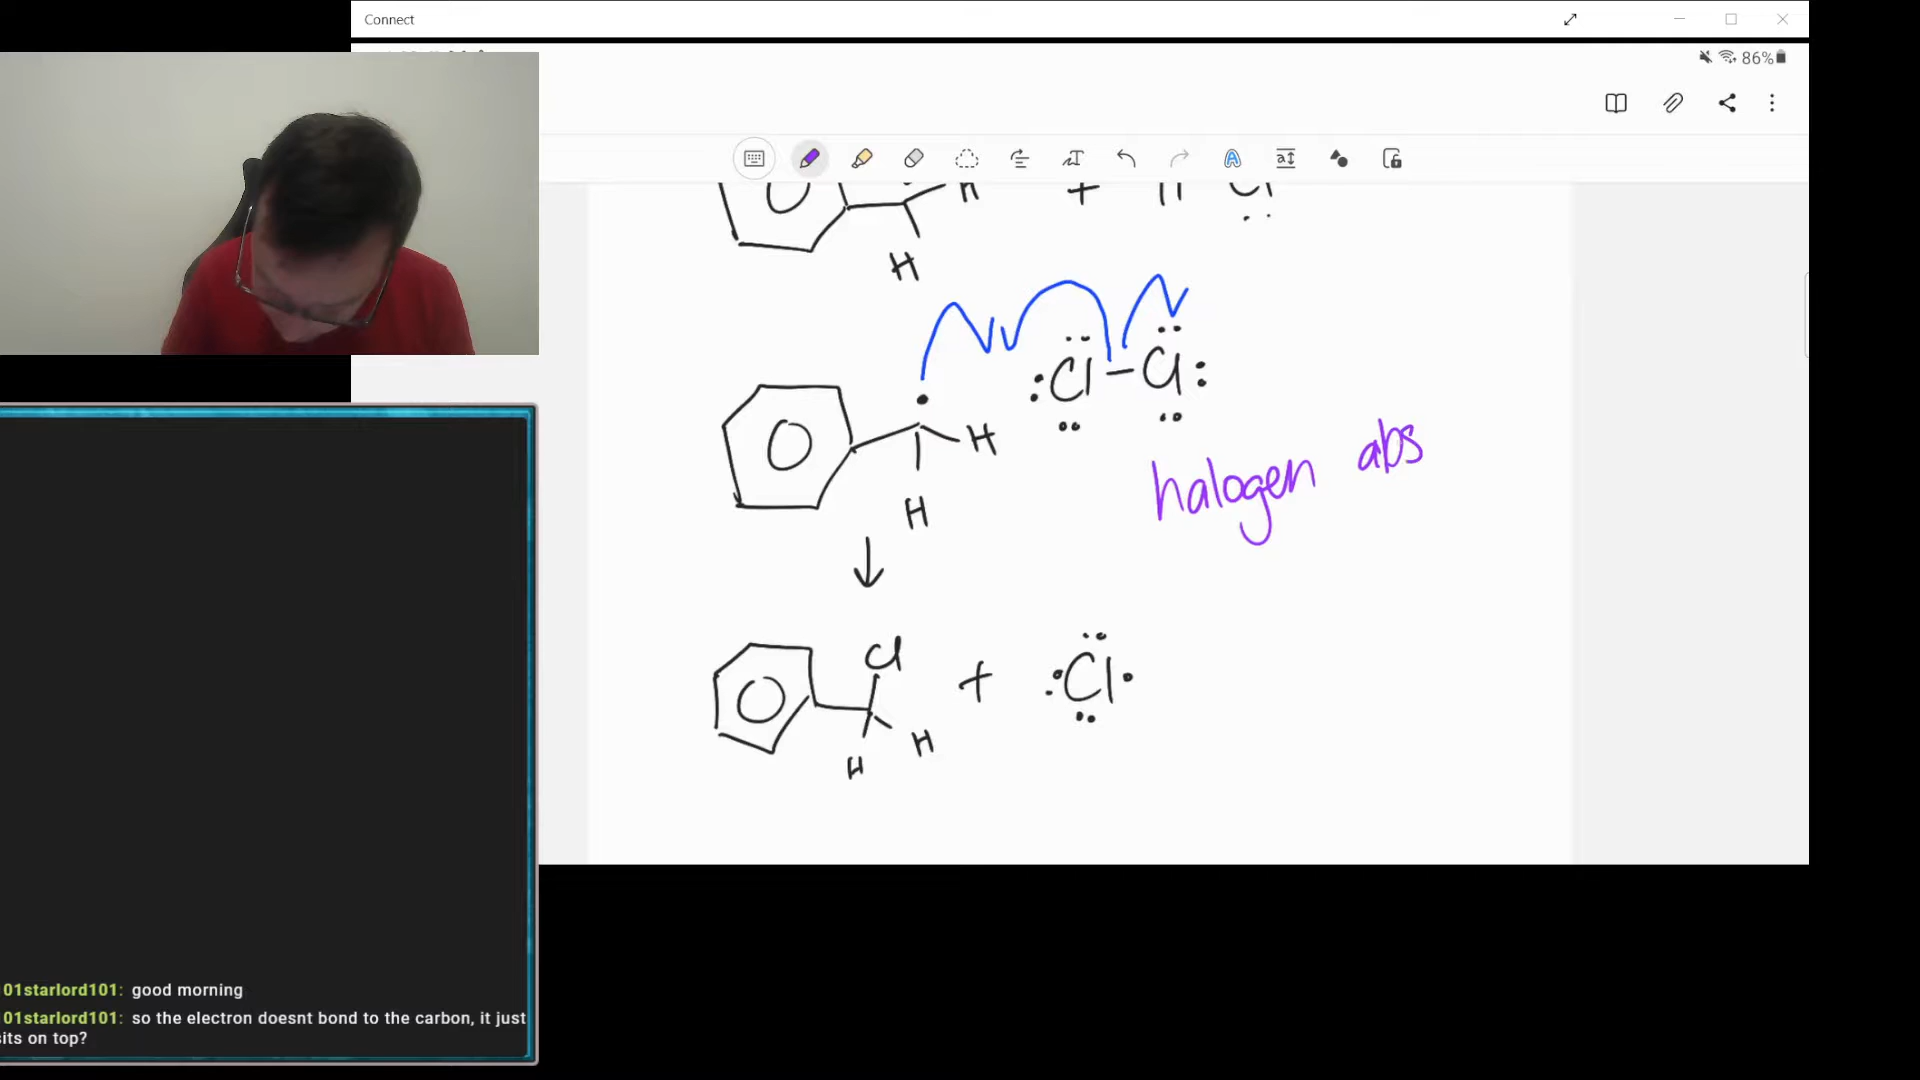 Connect
86%
H + H Cl
H
Cl - Cl
H
halogen abs
H
Cl
+ Cl
H
H
01starlord101: good morning
01starlord101: so the electron doesnt bond to the carbon, it just
sits on top?